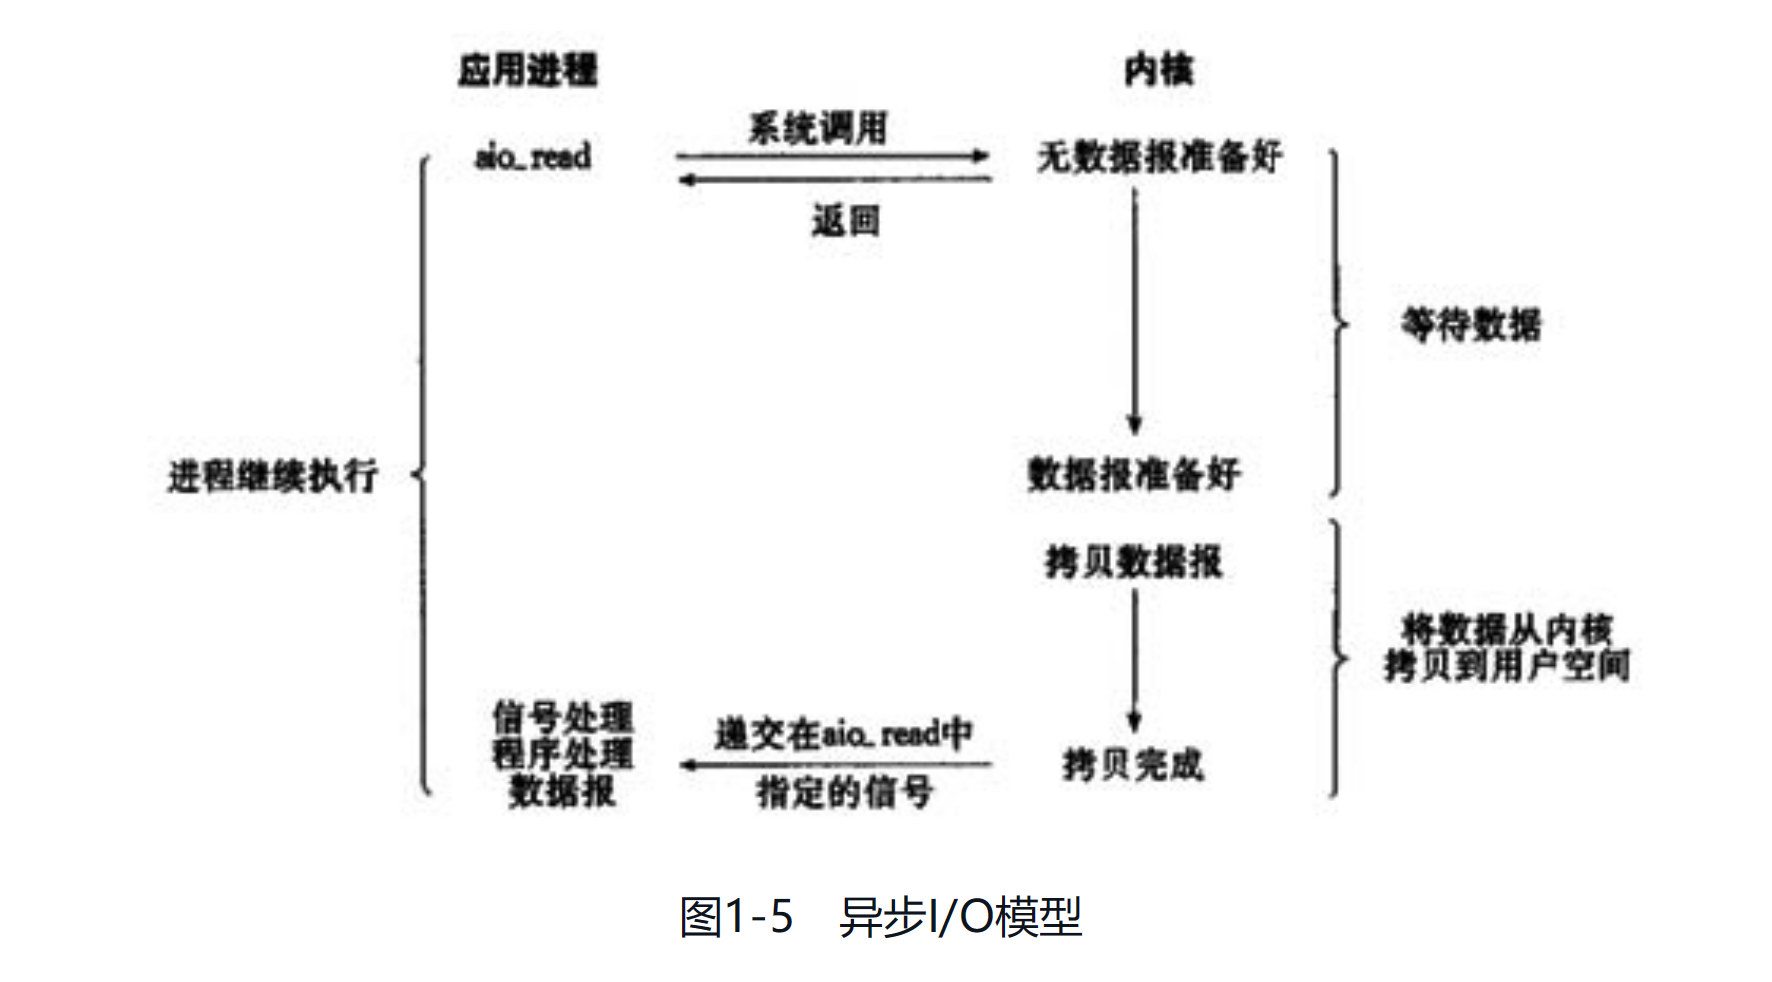 应用进程
内核
aio_read
系统调用
返回
无数据报准备好
等待数据
进程继续执行
数据报准备好
拷贝数据报
将数据从内核
拷贝到用户空间
信号处理
程序处理
数据报
递交在aio_read中
指定的信号
拷贝完成
图1-5 异步I/O模型